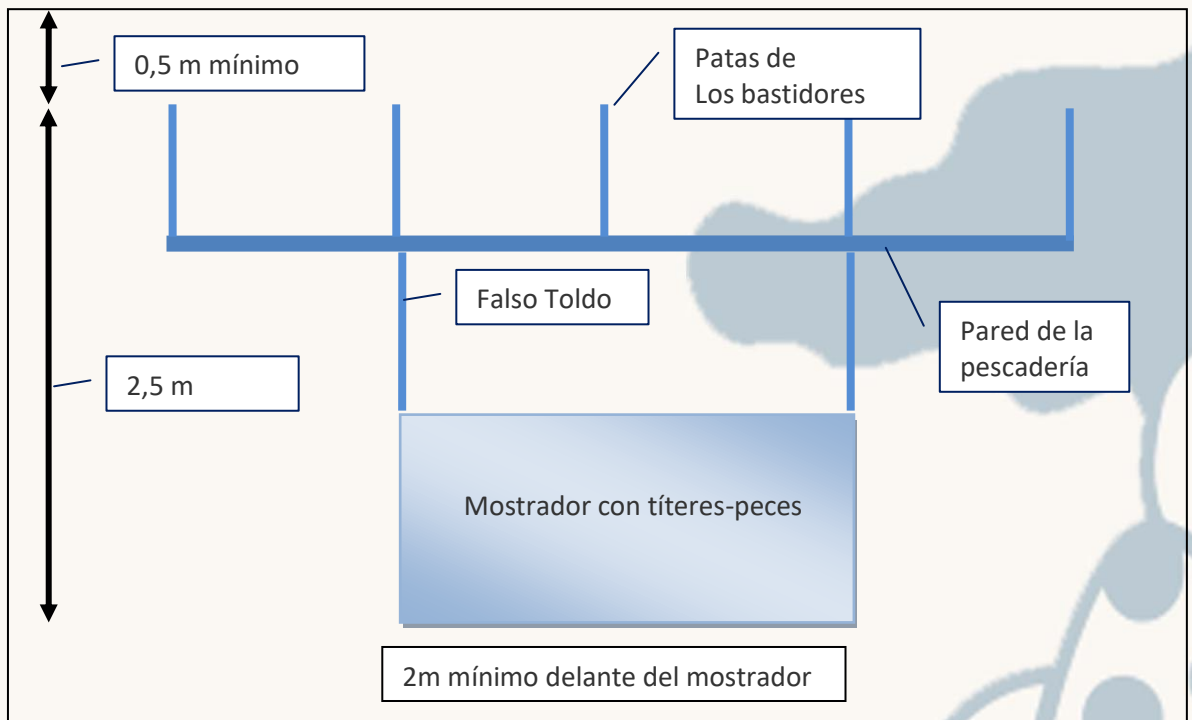 0,5 m mínimo
Patas de
Los bastidores
Falso Toldo
Pared de la
pescadería
2,5 m
Mostrador con títeres-peces
2m mínimo delante del mostrador